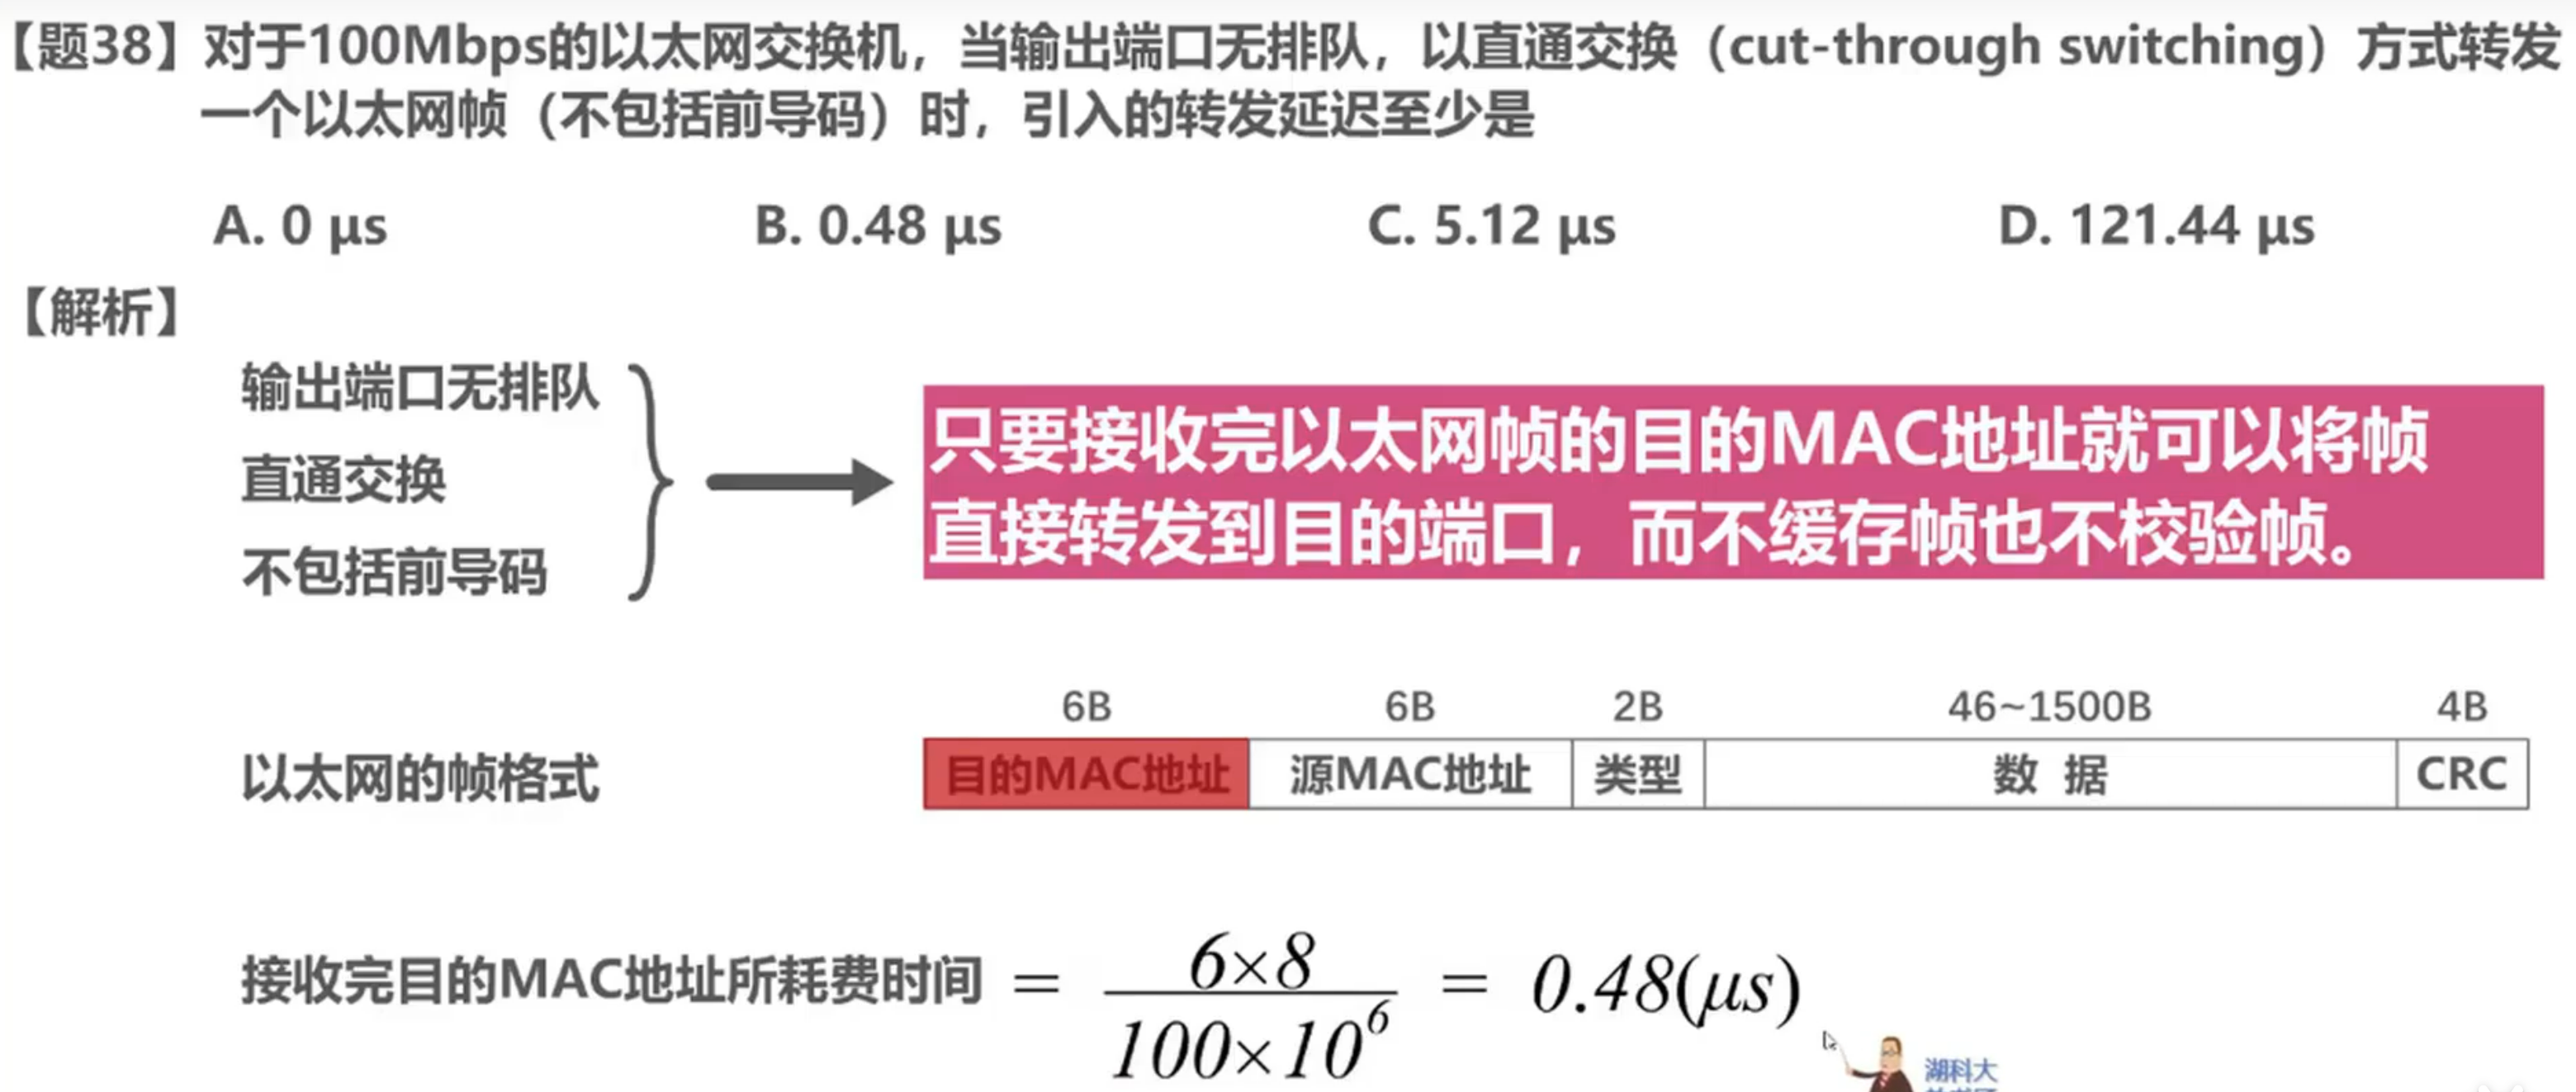 【题38】对于100Mbps的以太网交换机，当输出端口无排队，以直通交换（cut-through switching）方式转发
一个以太网帧（不包括前导码）时，引入的转发延迟至少是
A. 0 μs B. 0.48 μs C. 5.12 μs D. 121.44 μs
【解析】
输出端口无排队
直通交换
不包括前导码
只要接收完以太网帧的目的MAC地址就可以将帧
直接转发到目的端口，而不缓存帧也不校验帧。
6B 6B 2B 46~1500B 4B
以太网的帧格式 目的MAC地址 源MAC地址 类型 数 据 CRC
接收完目的MAC地址所耗费时间 = 6×8 / 100×10⁶ = 0.48(μs)
湖科大